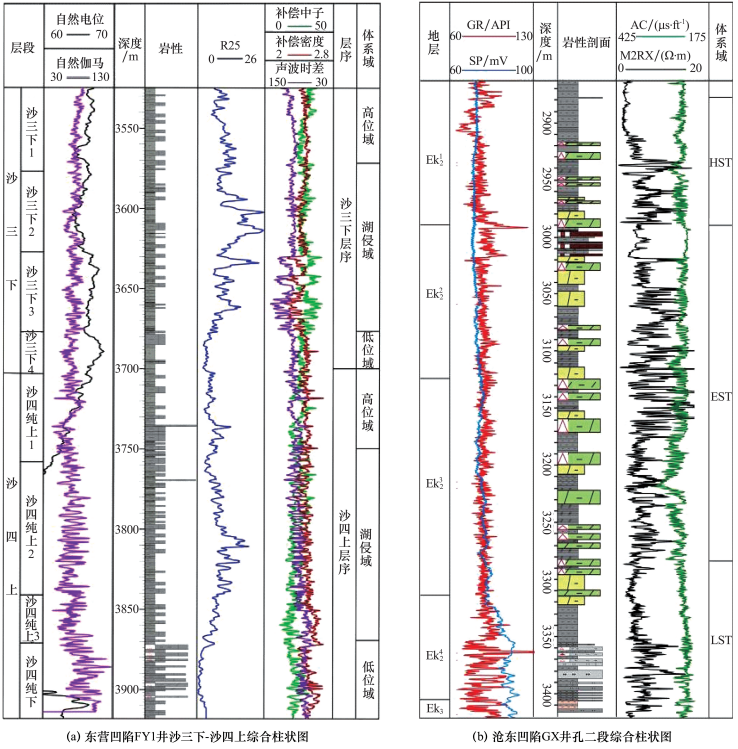 层段
自然电位
60 70
自然伽马
30 130
深度
/m
岩性
R25
0 26
补偿中子
0 50
补偿密度
2 2.8
声波时差
150 30
层序
体系域
沙三下
沙三下1
沙三下2
沙三下3
沙三下4
沙四上
沙四纯上1
沙四纯上2
沙四纯上3
沙四纯下
3550
3600
3650
3700
3750
3800
3850
3900
沙三下层序
沙四上层序
高位域
湖侵域
低位域
高位域
湖侵域
低位域
(a) 东营凹陷FY1井沙三下-沙四上综合柱状图
地层
GR/API
60 130
SP/mV
60 100
深度/m
岩性剖面
AC/(μs·ft⁻¹)
425 175
M2RX/(Ω·m)
0 20
体系域
Ek₂¹
Ek₂²
Ek₂³
Ek₂⁴
Ek₃
2900
2950
3000
3050
3100
3150
3200
3250
3300
3350
3400
HST
EST
LST
(b) 沧东凹陷GX井孔二段综合柱状图